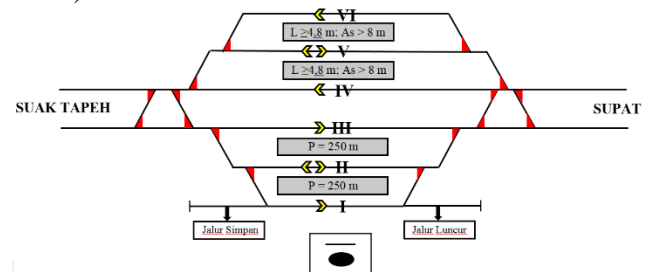 VI
L ≥4,8 m; As > 8 m
V
L ≥4,8 m; As > 8 m
IV
SUAK TAPEH
SUPAT
III
P = 250 m
II
P = 250 m
I
Jalur Simpan
Jalur Luncur